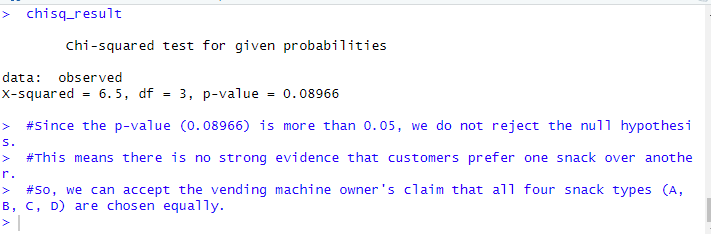 > chisq_result
Chi-squared test for given probabilities
data:  observed
X-squared = 6.5, df = 3, p-value = 0.08966
> #Since the p-value (0.08966) is more than 0.05, we do not reject the null hypothesi
s.
> #This means there is no strong evidence that customers prefer one snack over anothe
r.
> #So, we can accept the vending machine owner's claim that all four snack types (A,
B, C, D) are chosen equally.
>